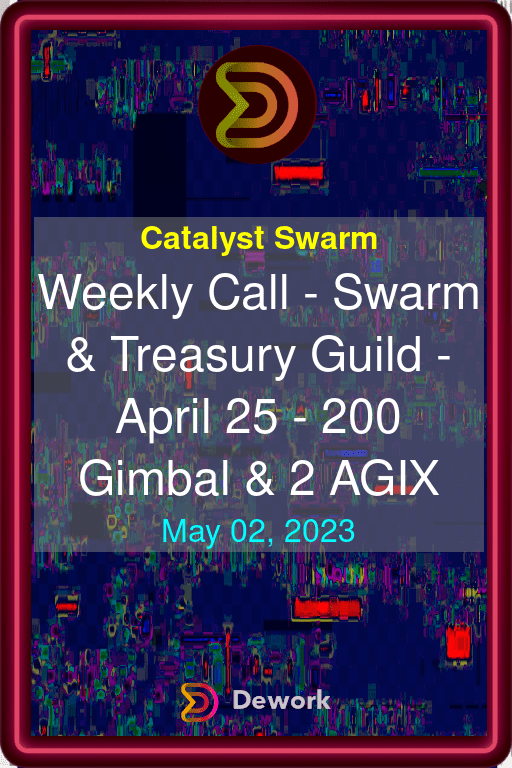 Catalyst Swarm
Weekly Call - Swarm
& Treasury Guild -
April 25 - 200
Gimbal & 2 AGIX
May 02, 2023
Dework